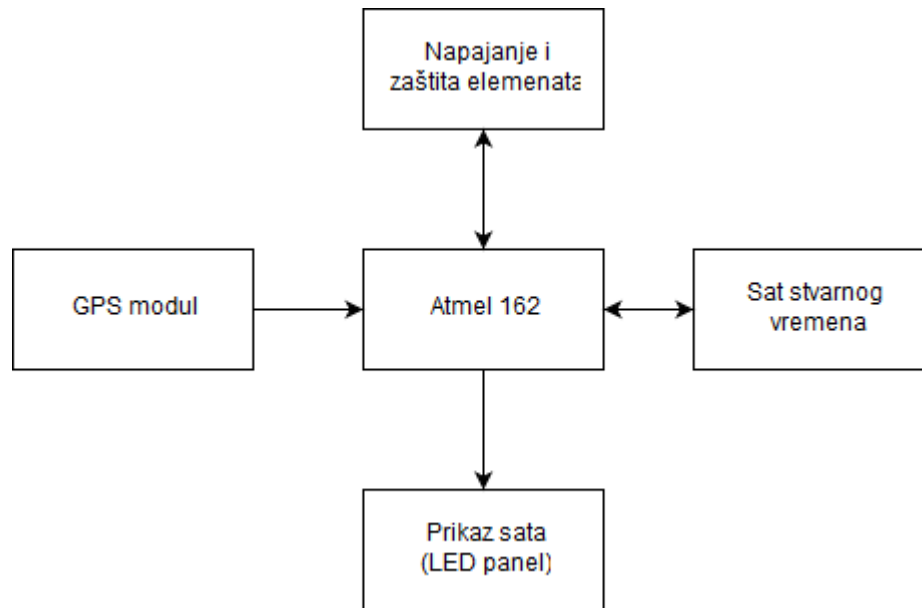 Napajanje i
zaštita elemenata
GPS modul
Atmel 162
Sat stvarnog
vremena
Prikaz sata
(LED panel)